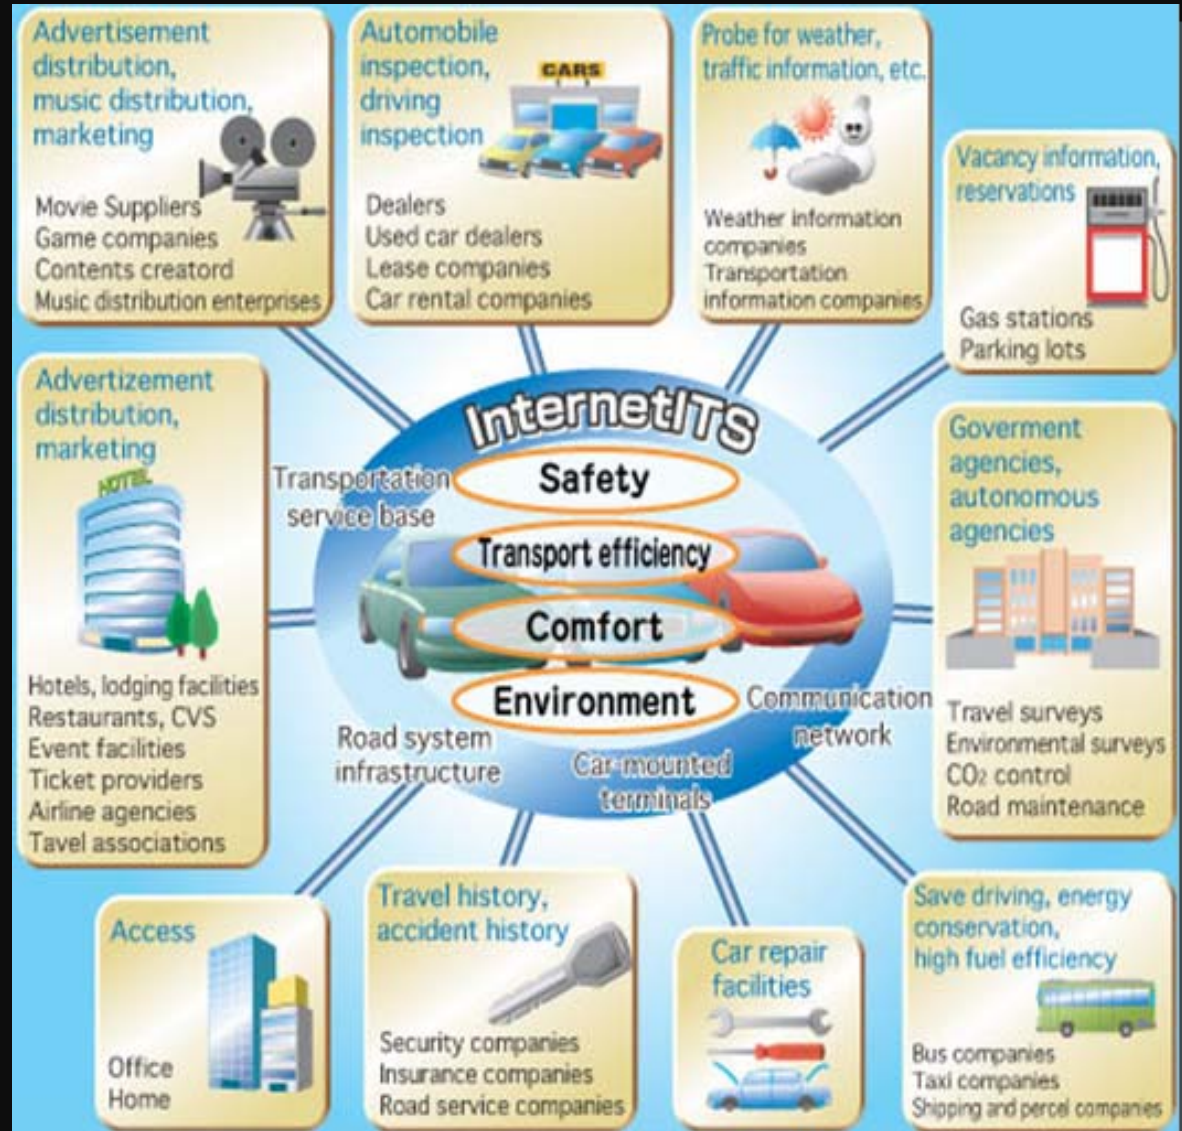 Advertisement
distribution,
music distribution,
marketing
Movie Suppliers
Game companies
Contents creatord
Music distribution enterprises
Automobile
inspection,
driving
inspection
CARS
Dealers
Used car dealers
Lease companies
Car rental companies
Probe for weather,
traffic information, etc.
Weather information
companies
Transportation
information companies
Vacancy information,
reservations
Gas stations
Parking lots
Advertizement
distribution,
marketing
HOTEL
Hotels, lodging facilities
Restaurants, CVS
Event facilities
Ticket providers
Airline agencies
Tavel associations
InternetITS
Transportation
service base
Safety
Transport efficiency
Comfort
Environment
Road system
infrastructure
Car-mounted
terminals
Communication
network
Goverment
agencies,
autonomous
agencies
Travel surveys
Environmental surveys
CO2 control
Road maintenance
Access
Office
Home
Travel history,
accident history
Security companies
Insurance companies
Road service companies
Car repair
facilities
Save driving, energy
conservation,
high fuel efficiency
Bus companies
Taxi companies
Shipping and percel companies